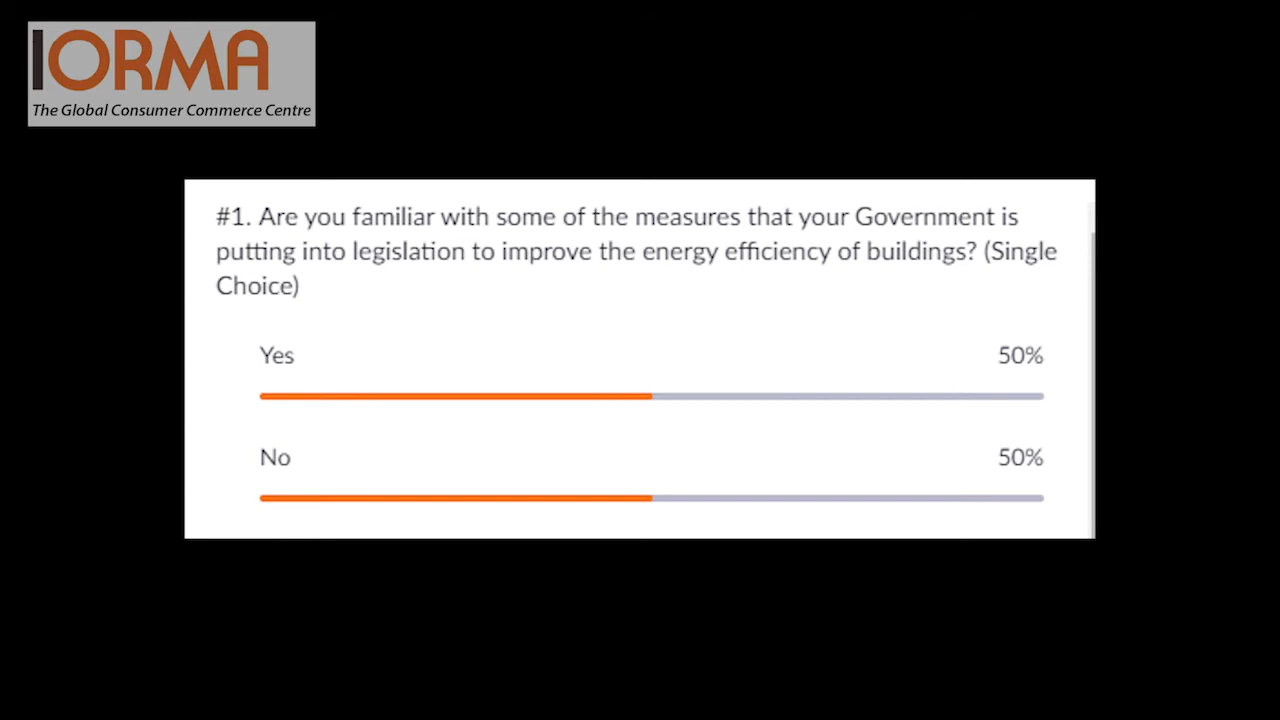 IORMA
The Global Consumer Commerce Centre
#1. Are you familiar with some of the measures that your Government is
putting into legislation to improve the energy efficiency of buildings? (Single
Choice)
Yes 50%
No 50%